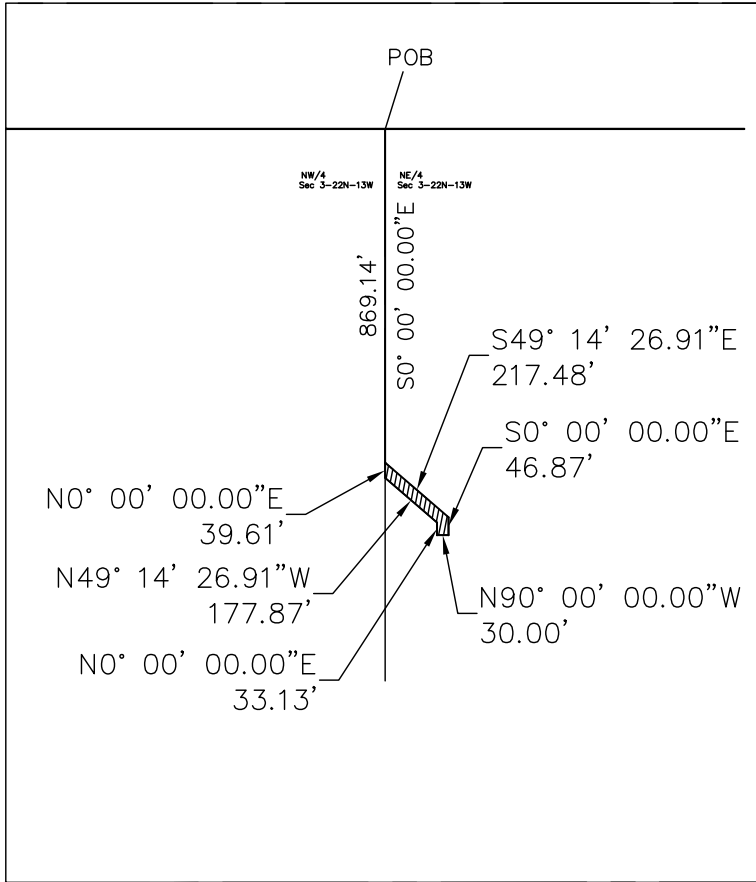 POB
NW/4
Sec 3-22N-13W
NE/4
Sec 3-22N-13W
869.14'
S0° 00' 00.00"E
S49° 14' 26.91"E
217.48'
S0° 00' 00.00"E
46.87'
N0° 00' 00.00"E
39.61'
N49° 14' 26.91"W
177.87'
N90° 00' 00.00"W
30.00'
N0° 00' 00.00"E
33.13'